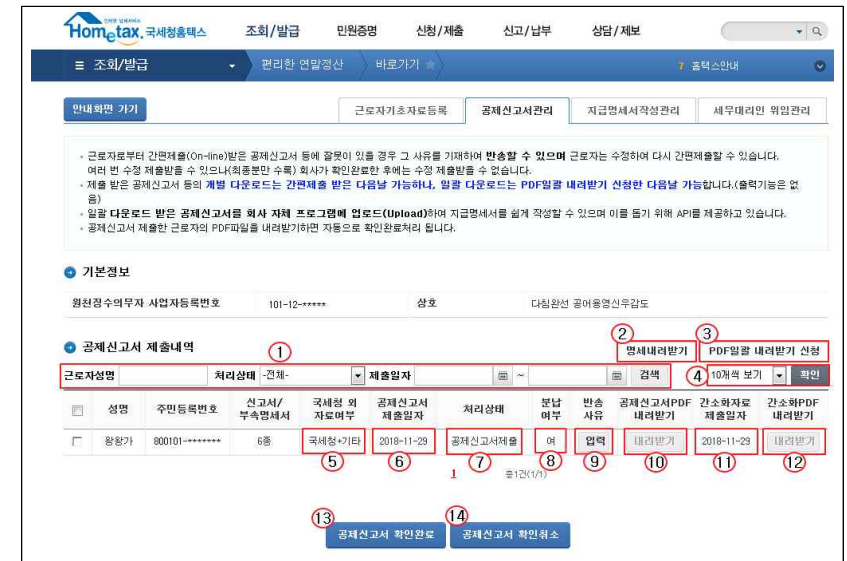 Hometax. 국세청홈택스
조회/발급 민원증명 신청/제출 신고/납부 상담/제보
조회/발급 편리한 연말정산 바로가기 7 홈택스안내
안내화면 가기 근로자기초자료등록 공제신고서관리 지급명세서작성관리 세무대리인 위임관리
- 근로자로부터 간편제출(On-line)받은 공제신고서 등에 잘못이 있을 경우 그 사유를 기재하여 반송할 수 있으며 근로자는 수정하여 다시 간편제출할 수 있습니다.
여러 번 수정 제출받을 수 있으나(최종분만 수록) 회사가 확인완료한 후에는 수정 제출받을 수 없습니다.
- 제출 받은 공제신고서 등의 개별 다운로드는 간편제출 받은 다음날 가능하나, 일괄 다운로드는 PDF일괄 내려받기 신청한 다음날 가능합니다.(출력기능은 없
음)
- 일괄 다운로드 받은 공제신고서를 회사 자체 프로그램에 업로드(Upload)하여 지급명세서를 쉽게 작성할 수 있으며 이를 돕기 위해 API를 제공하고 있습니다.
- 공제신고서 제출한 근로자의 PDF파일을 내려받기하면 자동으로 확인완료처리 됩니다.
기본정보
원천징수의무자 사업자등록번호 101-12-***** 상호 다침완선 공어용영신우감도
공제신고서 제출내역 ① ② 명세내려받기 ③ PDF일괄 내려받기 신청
근로자성명 처리상태 -전체- 제출일자 ~ 검색 ④ 10개씩 보기 확인
성명 주민등록번호 신고서/ 국세청 외 공제신고서 처리상태 분납 반송 공제신고서PDF 간소화자료 간소화PDF
부속명세서 자료여부 제출일자 여부 사유 내려받기 제출일자 내려받기
왕왕가 800101-******* 6종 국세청+기타 2018-11-29 공제신고서제출 여 입력 내려받기 2018-11-29 내려받기
⑤ ⑥ ⑦ ⑧ ⑨ ⑩ ⑪ ⑫
1 총1건(1/1)
⑬ ⑭
공제신고서 확인완료 공제신고서 확인취소